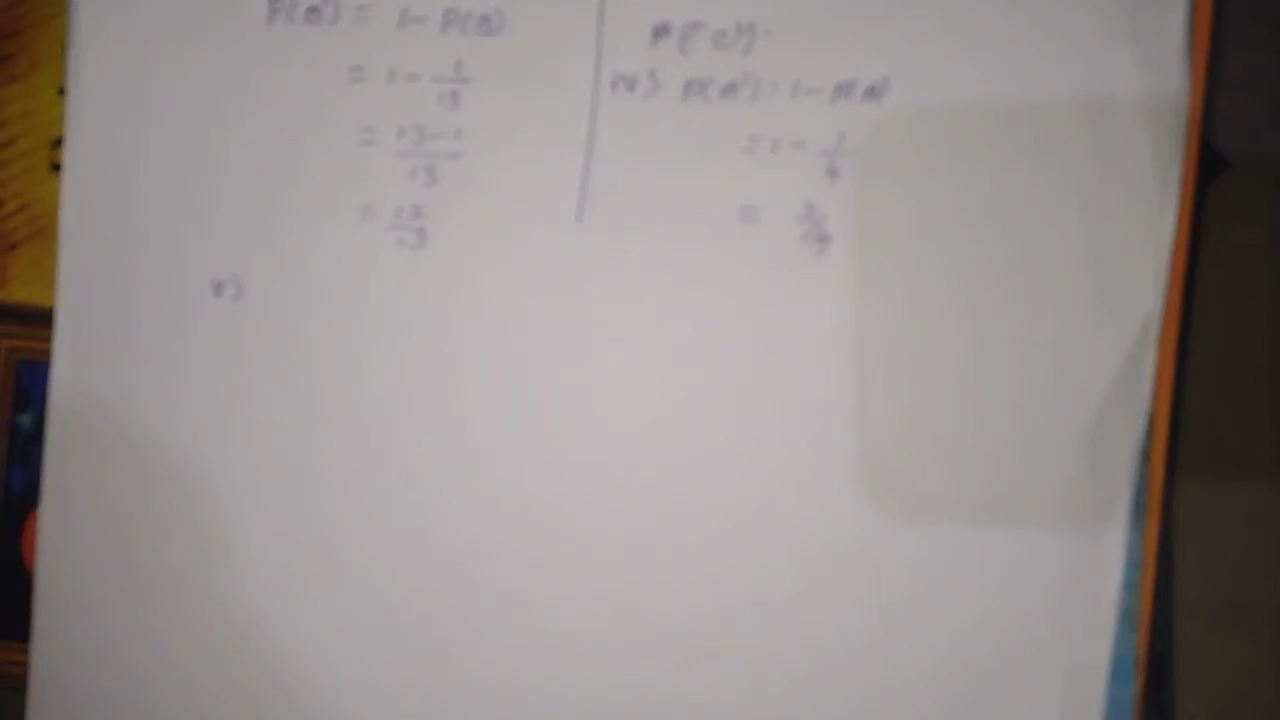 P(A') = 1 - P(A)
= 1 - 1/13
= 13-1/13
= 12/13
v>
iv> P(A') = 1 - P(A)
= 1 - 1/4
= 3/4